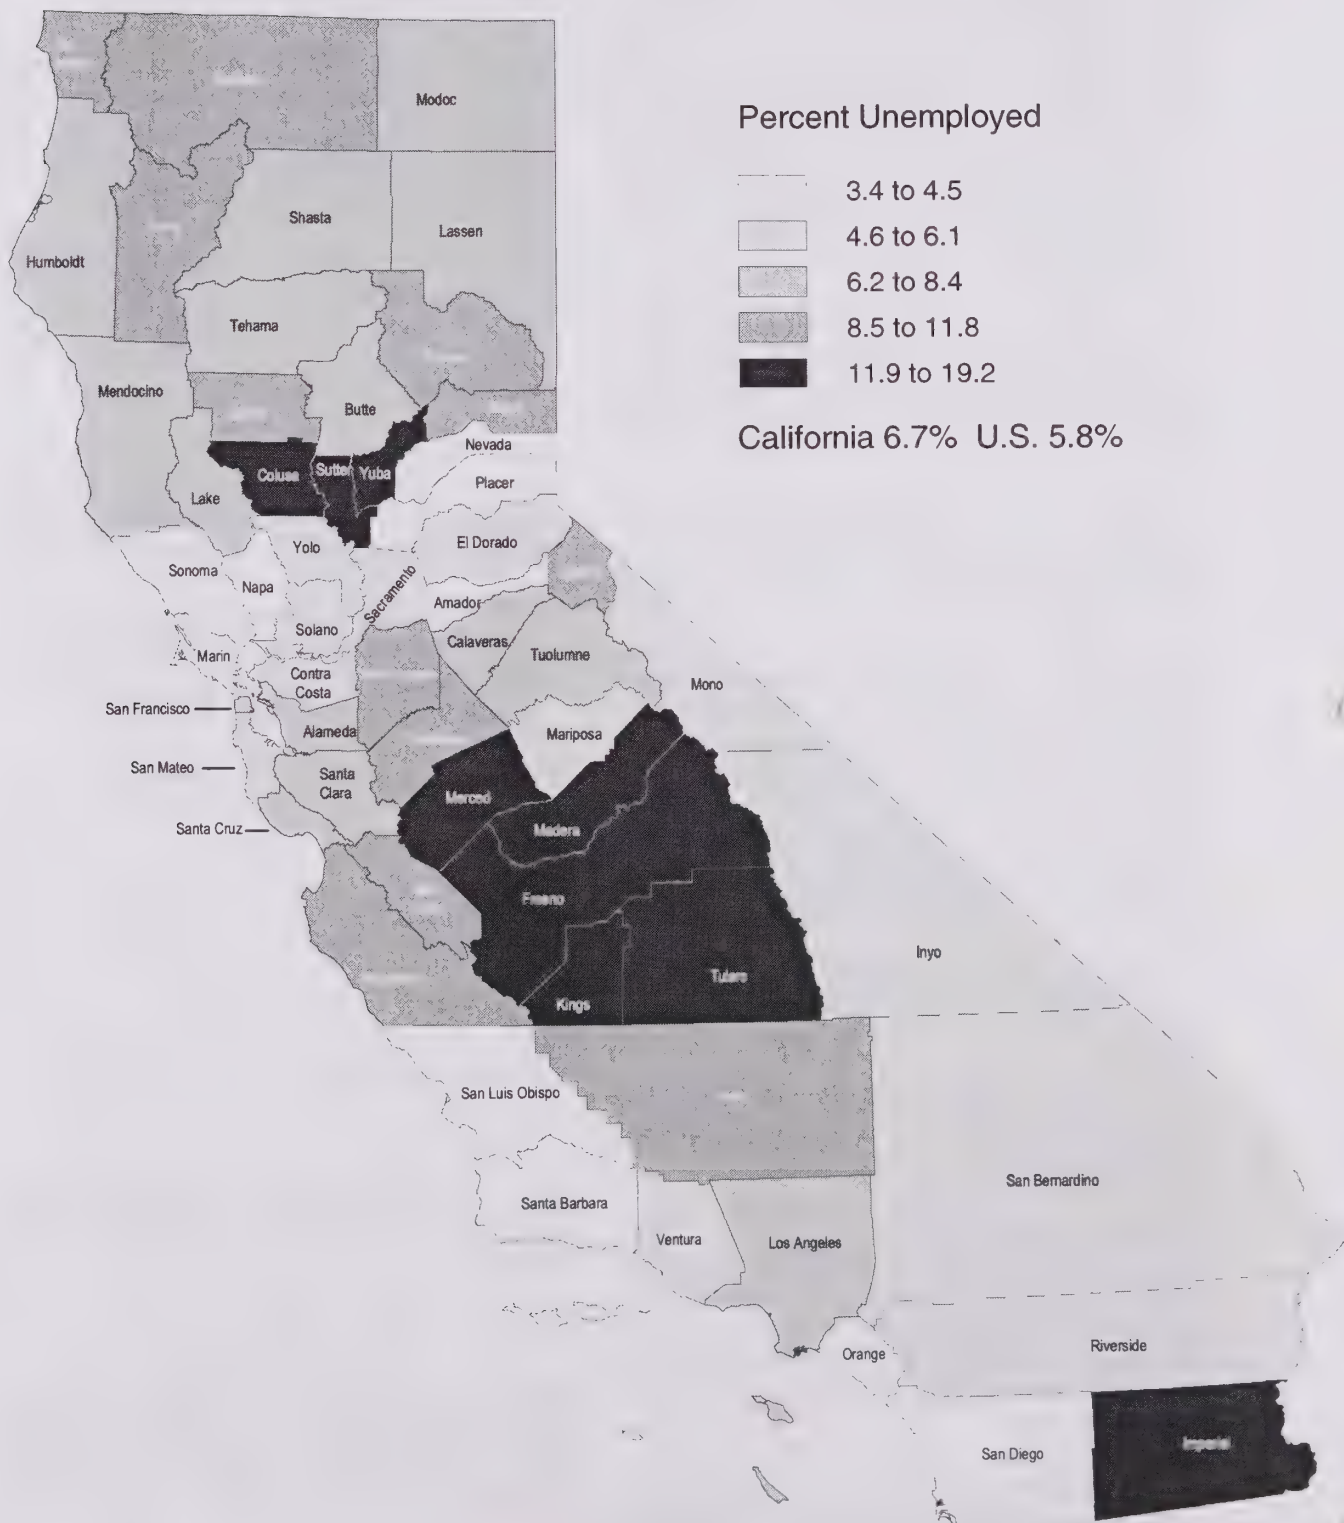 Percent Unemployed
3.4 to 4.5
4.6 to 6.1
6.2 to 8.4
8.5 to 11.8
11.9 to 19.2
California 6.7% U.S. 5.8%
Modoc
Shasta
Lassen
Humboldt
Tehama
Mendocino
Butte
Nevada
Colusa
Sutter
Yuba
Placer
Lake
Yolo
El Dorado
Sonoma
Napa
Sacramento
Amador
Solano
Calaveras
Marin
Tuolumne
Contra
Costa
Mono
San Francisco
Alameda
Mariposa
San Mateo
Santa
Clara
Merced
Santa Cruz
Madera
Fresno
Inyo
Tulare
Kings
San Luis Obispo
San Bernardino
Santa Barbara
Ventura
Los Angeles
Riverside
Orange
San Diego
Imperial